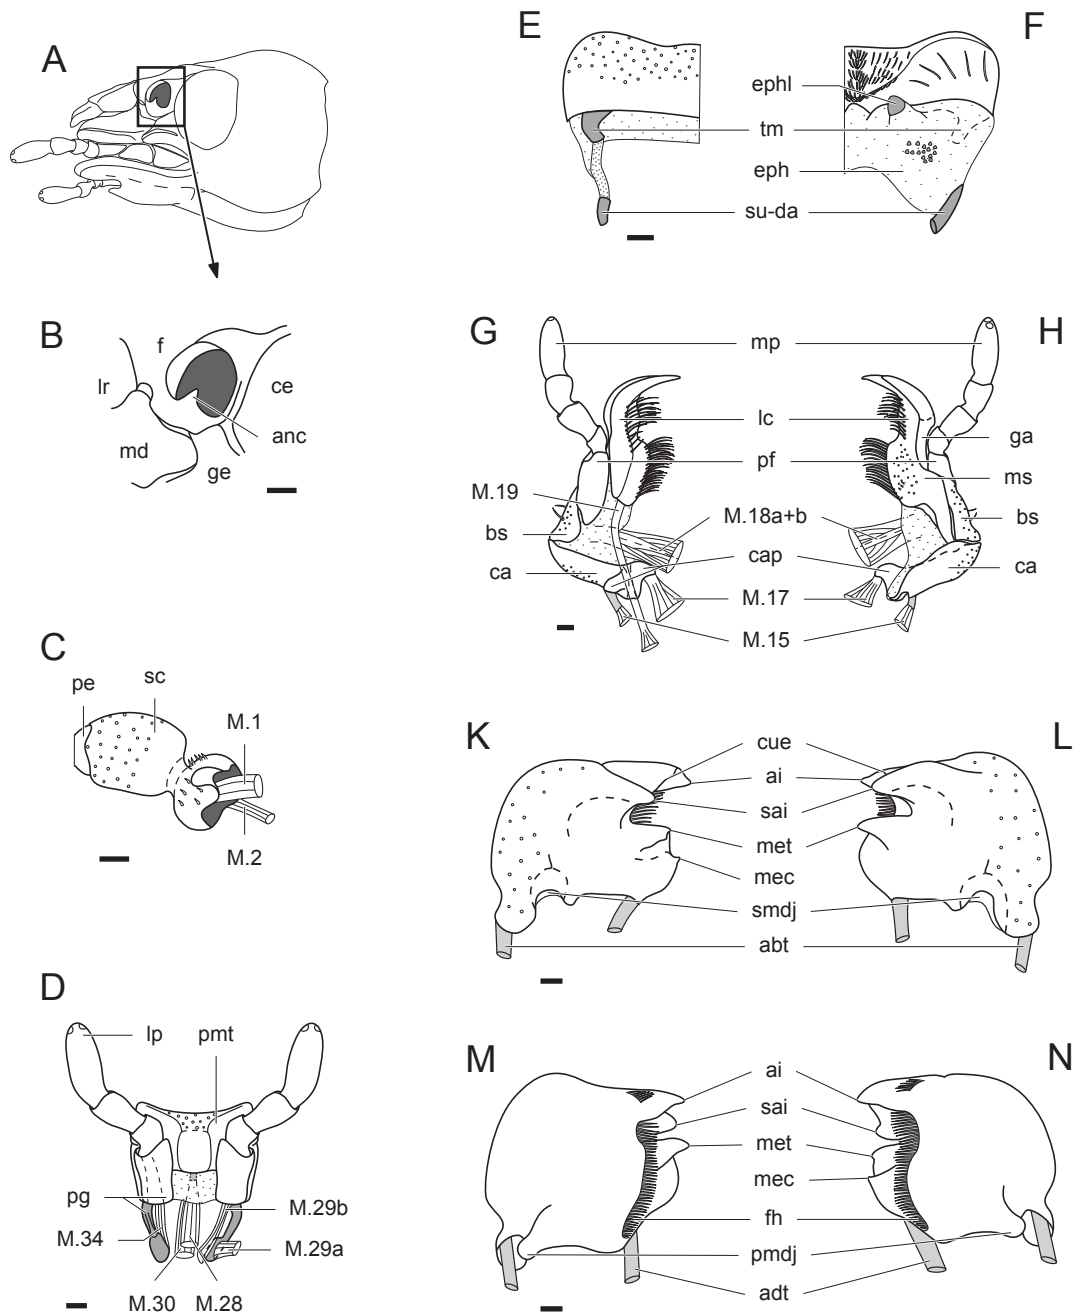 A
B
f
lr
ce
anc
md
ge
C
pe
sc
M.1
M.2
D
lp
pmt
pg
M.34
M.29b
M.29a
M.30
M.28
E
F
ephl
tm
eph
su-da
G
H
mp
lc
ga
pf
ms
M.19
M.18a+b
bs
bs
cap
ca
ca
M.17
M.15
K
L
cue
ai
sai
met
mec
smdj
abt
M
N
ai
sai
met
mec
fh
pmdj
adt